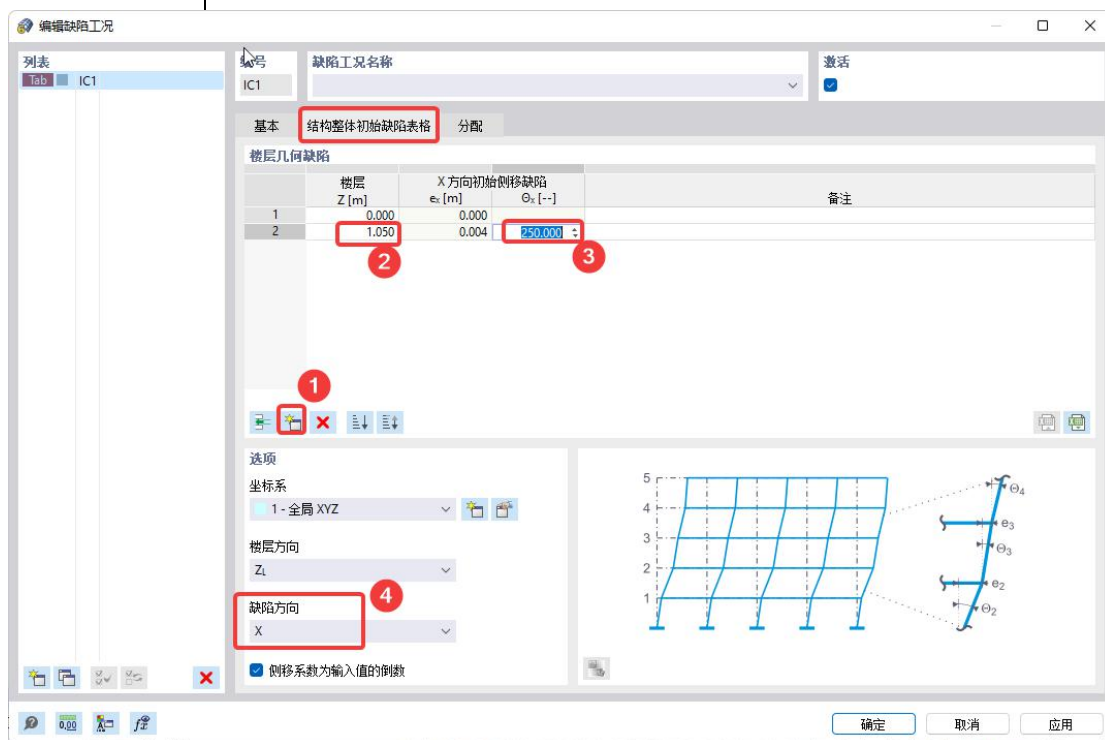 编辑缺陷工况
列表
Tab IC1
编号
IC1
缺陷工况名称
激活
基本
结构整体初始缺陷表格
分配
楼层几何缺陷
楼层 X 方向初始侧移缺陷
Z [m] eₓ [m] Θₓ [--] 备注
1 0.000 0.000
2 1.050 0.004 250.000
2
3
1
选项
坐标系
1 - 全局 XYZ
楼层方向
ZL
缺陷方向
4
X
侧移系数为输入值的倒数
5
4
3
2
1
Θ4
e3
Θ3
e2
Θ2
0,00
确定
取消
应用